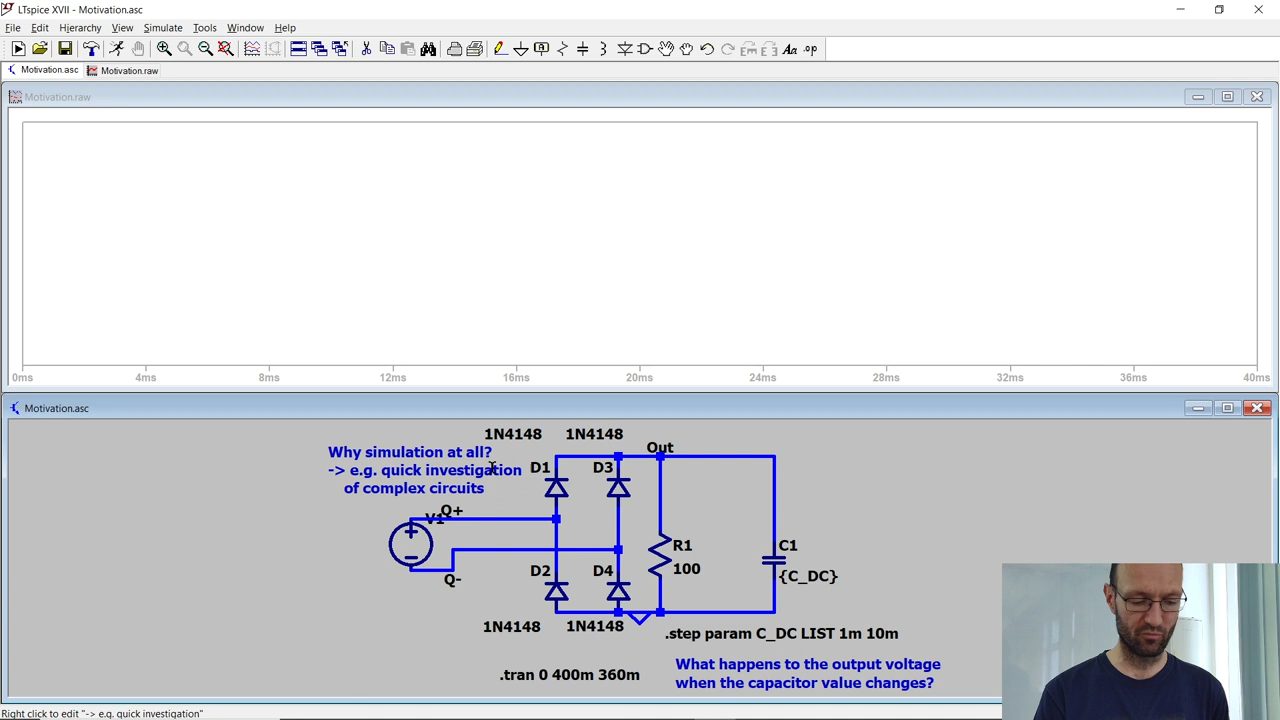 LTspice XVII - Motivation.asc
File Edit Hierarchy View Simulate Tools Window Help
Motivation.asc Motivation.raw
Motivation.raw
0ms 4ms 8ms 12ms 16ms 20ms 24ms 28ms 32ms 36ms 40ms
Motivation.asc
1N4148 1N4148
Why simulation at all?
-> e.g. quick investigation
of complex circuits
D1 D3 Out
Q+
V1
Q-
D2 D4
R1
100
C1
{C_DC}
1N4148 1N4148
.step param C_DC LIST 1m 10m
.tran 0 400m 360m
What happens to the output voltage
when the capacitor value changes?
Right click to edit "-> e.g. quick investigation"